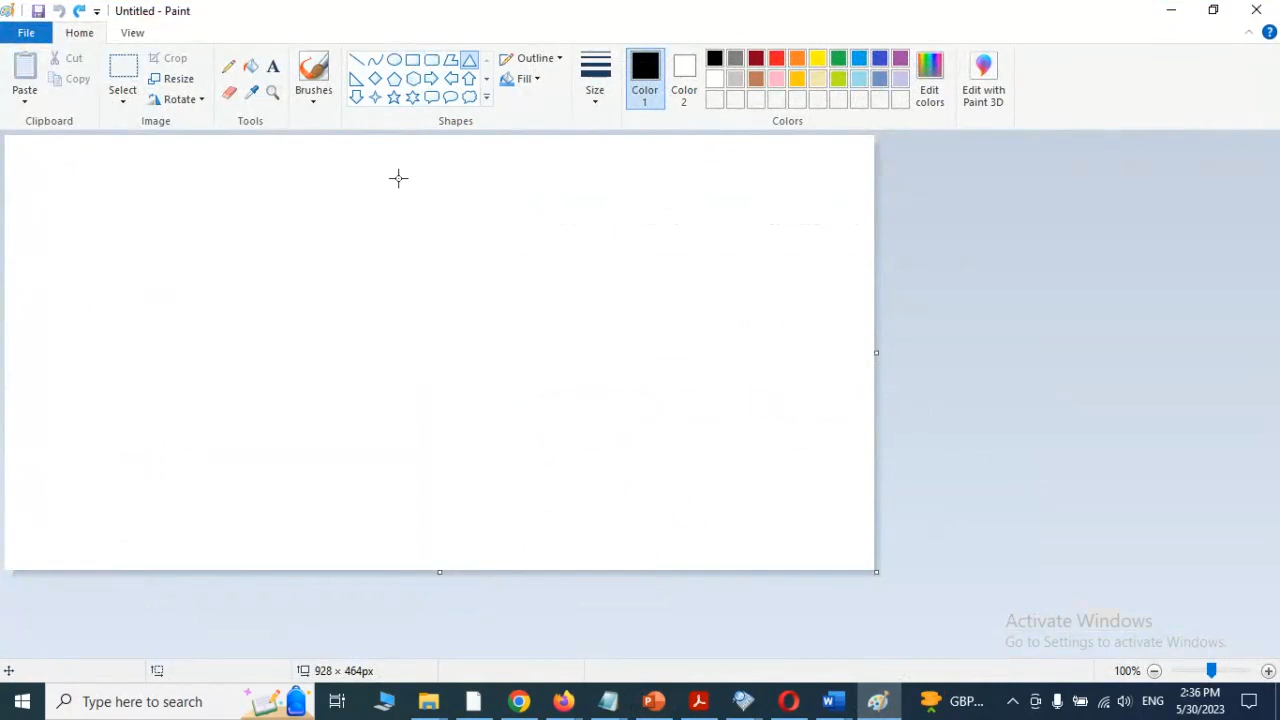 Untitled - Paint
File Home View
Paste Cut Copy Clipboard
Select Crop Resize Rotate Image
A Tools
Brushes
Shapes Outline Fill
Size
Color 1 Color 2 Colors
Edit colors
Edit with Paint 3D
Activate Windows
Go to Settings to activate Windows.
928 × 464px 100%
Type here to search
GBP... ENG 2:36 PM
5/30/2023